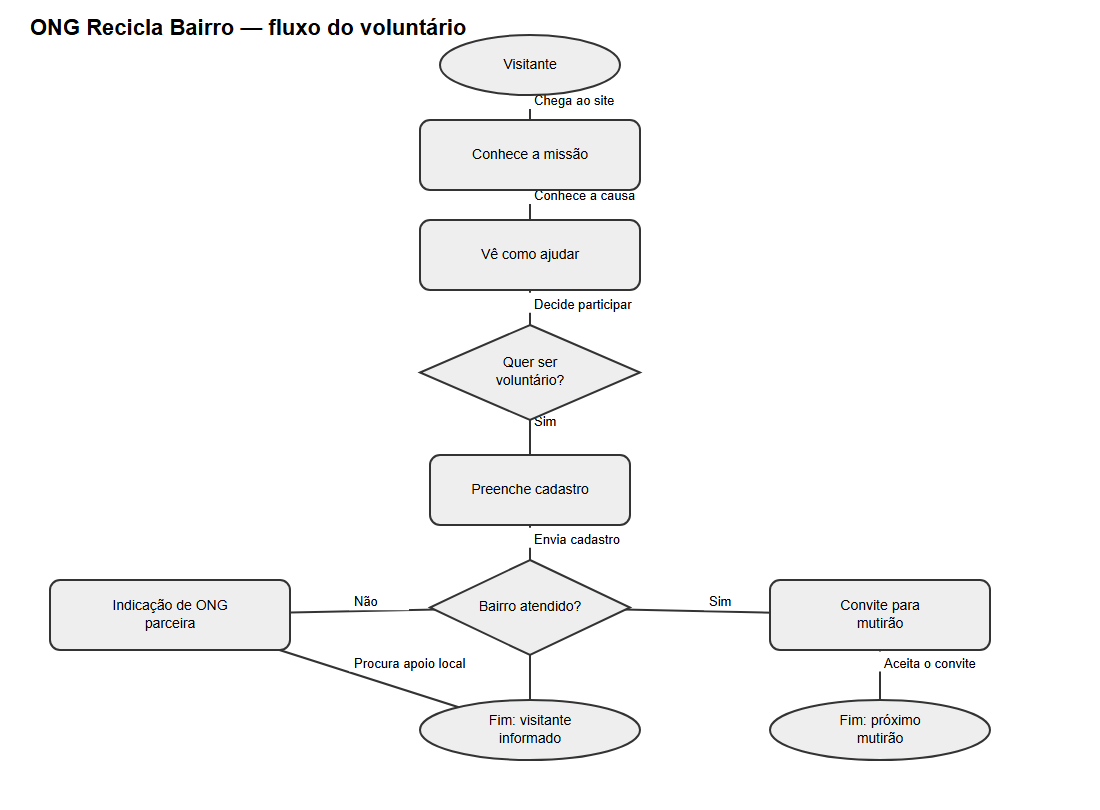 ONG Recicla Bairro — fluxo do voluntário
Visitante
Chega ao site
Conhece a missão
Conhece a causa
Vê como ajudar
Decide participar
Quer ser
voluntário?
Sim
Preenche cadastro
Envia cadastro
Indicação de ONG
parceira
Não
Bairro atendido?
Sim
Convite para
mutirão
Procura apoio local
Aceita o convite
Fim: visitante
informado
Fim: próximo
mutirão